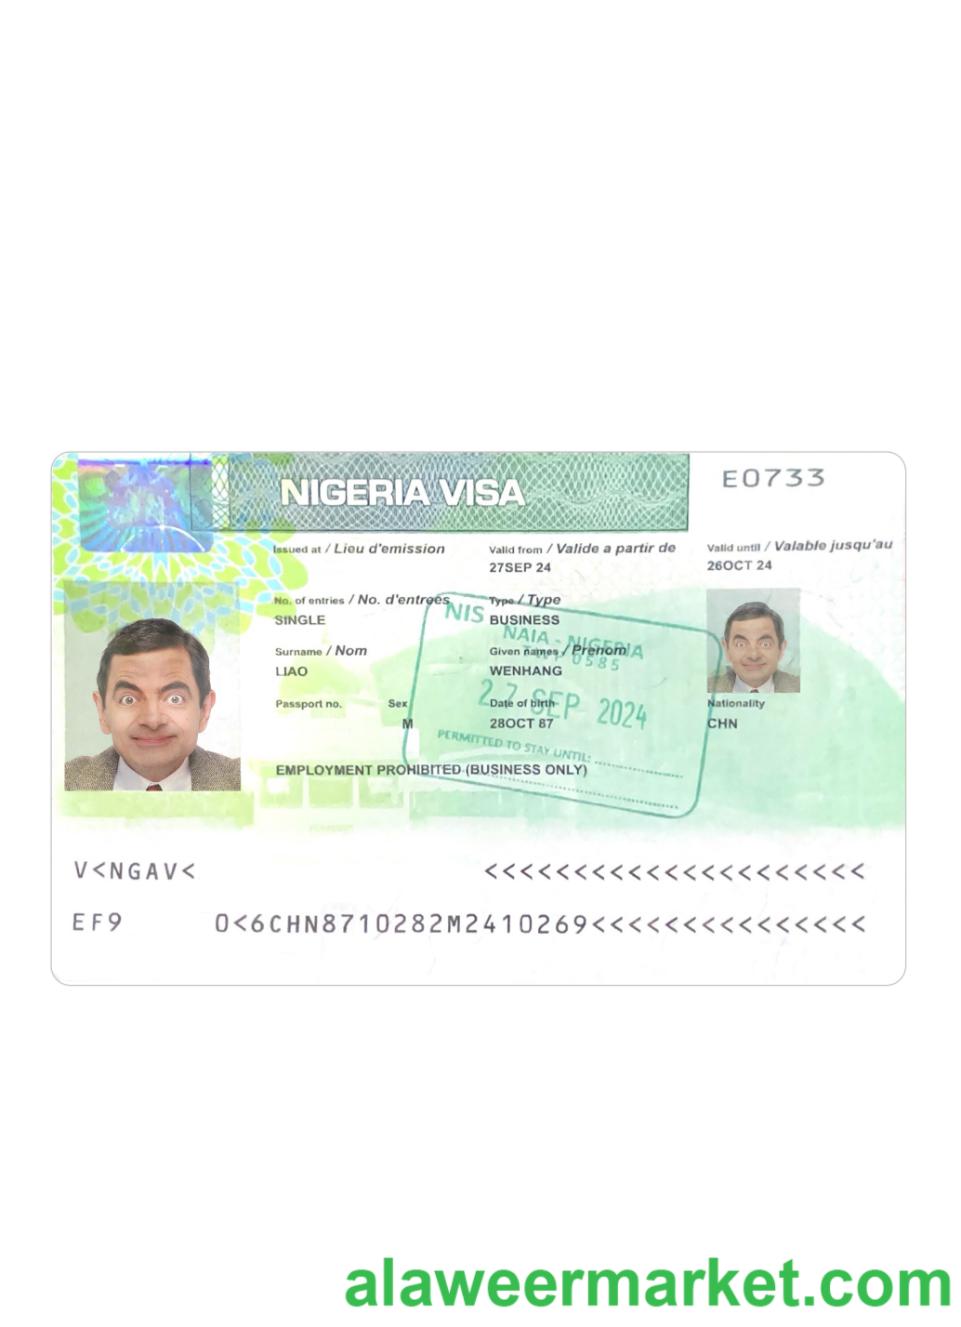 NIGERIA VISA
E0733
Issued at / Lieu d'emission
Valid from / Valide a partir de
Valid until / Valable jusqu'au
27SEP 24
26OCT 24
No. of entries / No. d'entrees
Type / Type
SINGLE
BUSINESS
NIS
NAIA - NIGERIA
0585
Surname / Nom
Given names / Prenom
LIAO
WENHANG
27 SEP 2024
Passport no.
Sex
Date of birth
Nationality
M
28OCT 87
CHN
PERMITTED TO STAY UNTIL:
EMPLOYMENT PROHIBITED (BUSINESS ONLY)
V<NGAV< <<<<<<<<<<<<<<<<<<<<<
EF9 0<6CHN8710282M2410269<<<<<<<<<<<<<<<
alaweermarket.com